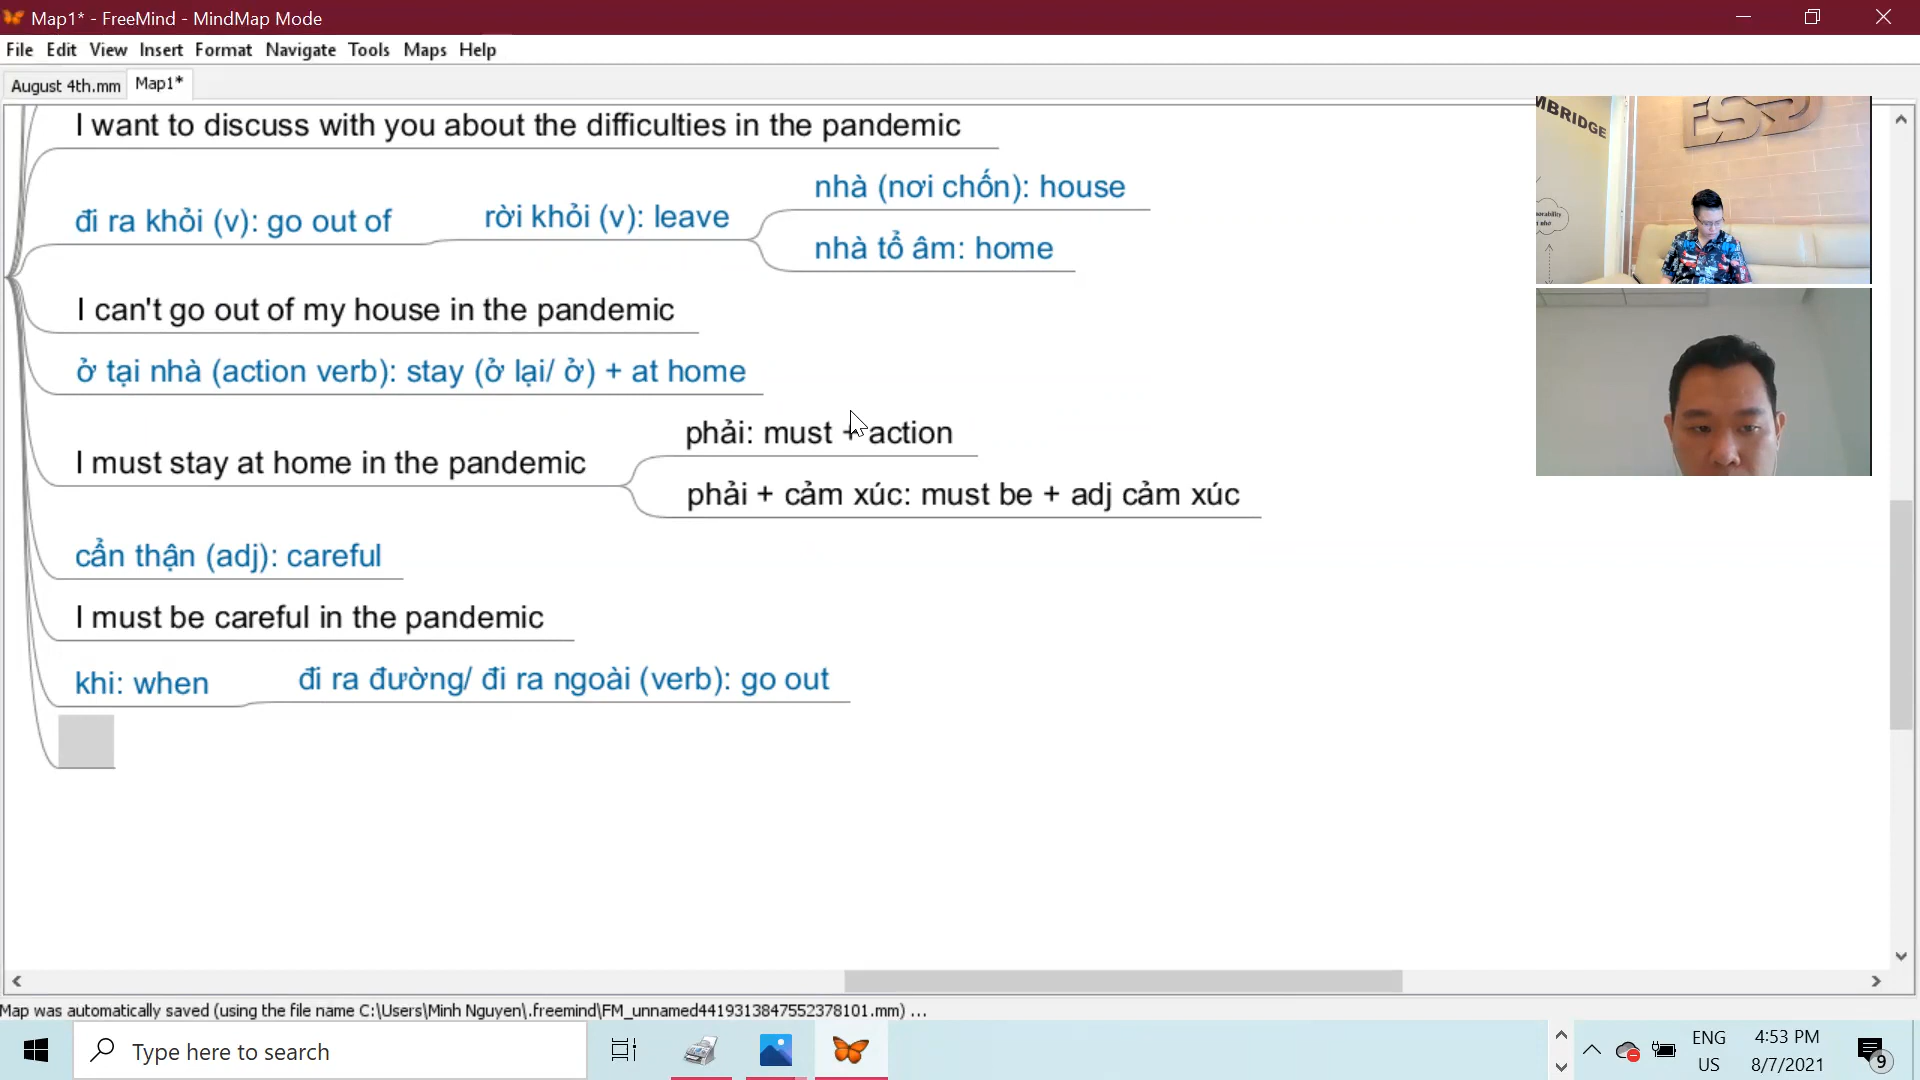 Map1* - FreeMind - MindMap Mode
File Edit View Insert Format Navigate Tools Maps Help
August 4th.mm Map1*
I want to discuss with you about the difficulties in the pandemic
nhà (nơi chốn): house
đi ra khỏi (v): go out of
rời khỏi (v): leave
nhà tổ âm: home
I can't go out of my house in the pandemic
ở tại nhà (action verb): stay (ở lại/ ở) + at home
phải: must + action
I must stay at home in the pandemic
phải + cảm xúc: must be + adj cảm xúc
cẩn thận (adj): careful
I must be careful in the pandemic
khi: when
đi ra đường/ đi ra ngoài (verb): go out
MBRIDGE
ESD
Map was automatically saved (using the file name C:\Users\Minh Nguyen\.freemind\FM_unnamed4419313847552378101.mm) ...
Type here to search
ENG
US
4:53 PM
8/7/2021
9